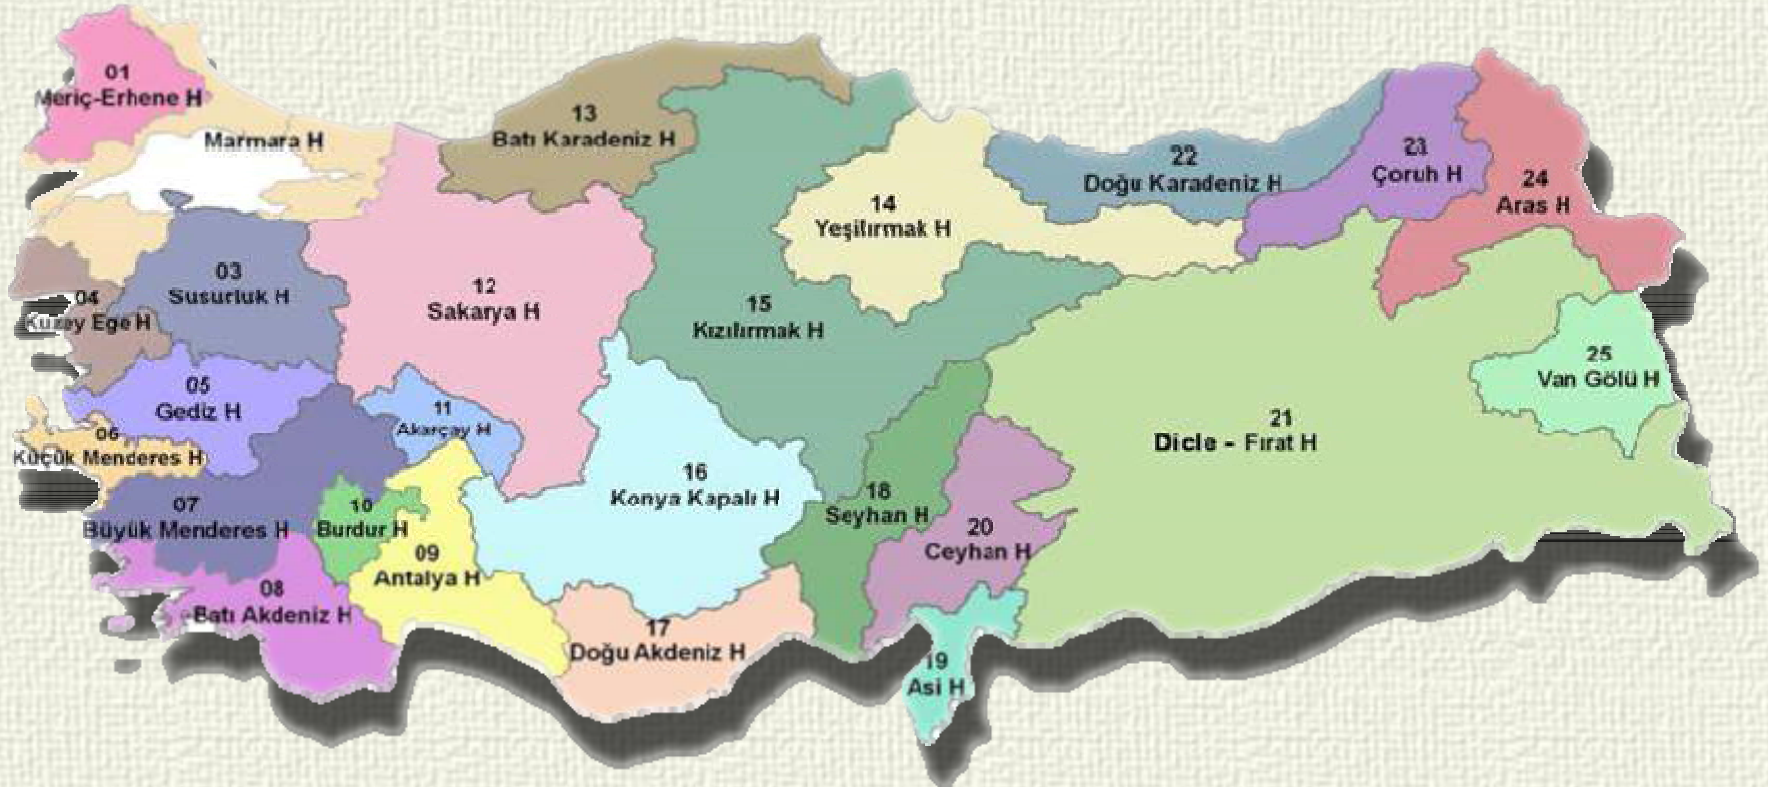 01
Meriç-Erhene H
Marmara H
13
Batı Karadeniz H
22
Doğu Karadeniz H
23
Çoruh H
24
Aras H
14
Yeşilırmak H
03
Susurluk H
12
Sakarya H
15
Kızılırmak H
04
Kuzey Ege H
25
Van Gölü H
05
Gediz H
11
Akarçay H
21
Dicle - Fırat H
06
Küçük Menderes H
16
Konya Kapalı H
18
Seyhan H
07
Büyük Menderes H
10
Burdur H
20
Ceyhan H
09
Antalya H
08
Batı Akdeniz H
17
Doğu Akdeniz H
19
Asi H